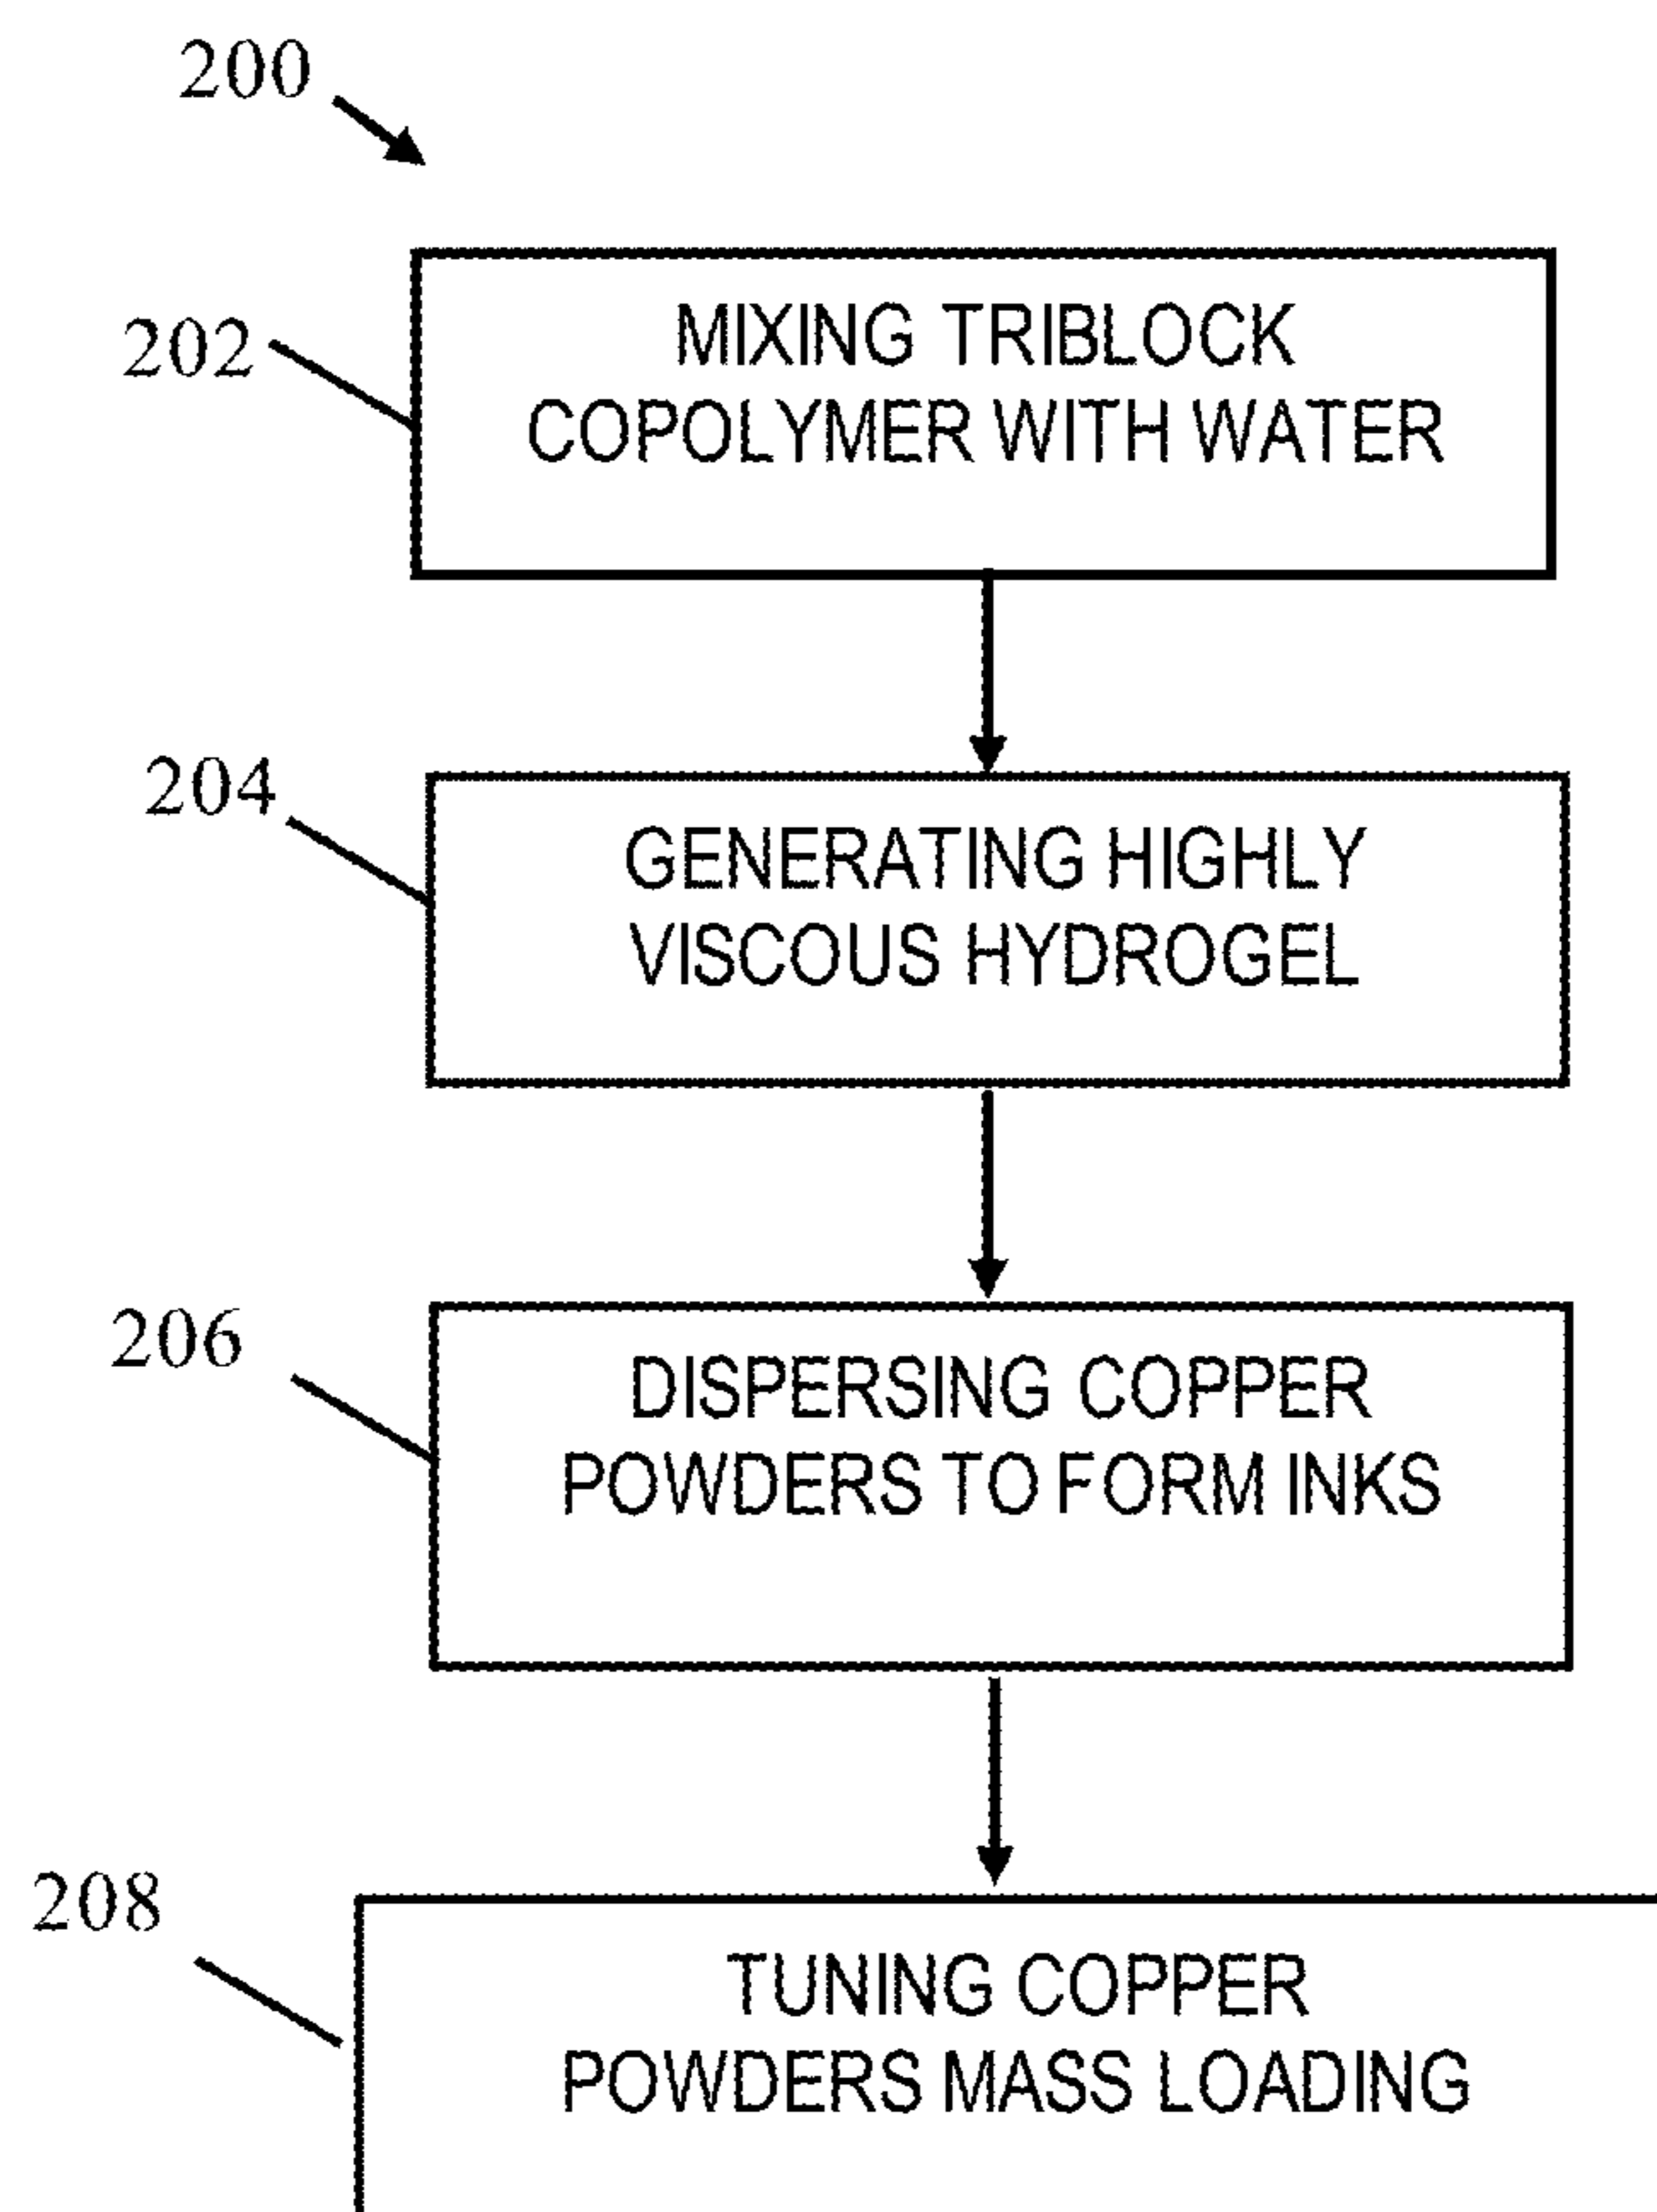 200
202
MIXING TRIBLOCK
COPOLYMER WITH WATER
204
GENERATING HIGHLY
VISCOUS HYDROGEL
206
DISPERSING COPPER
POWDERS TO FORM INKS
208
TUNING COPPER
POWDERS MASS LOADING